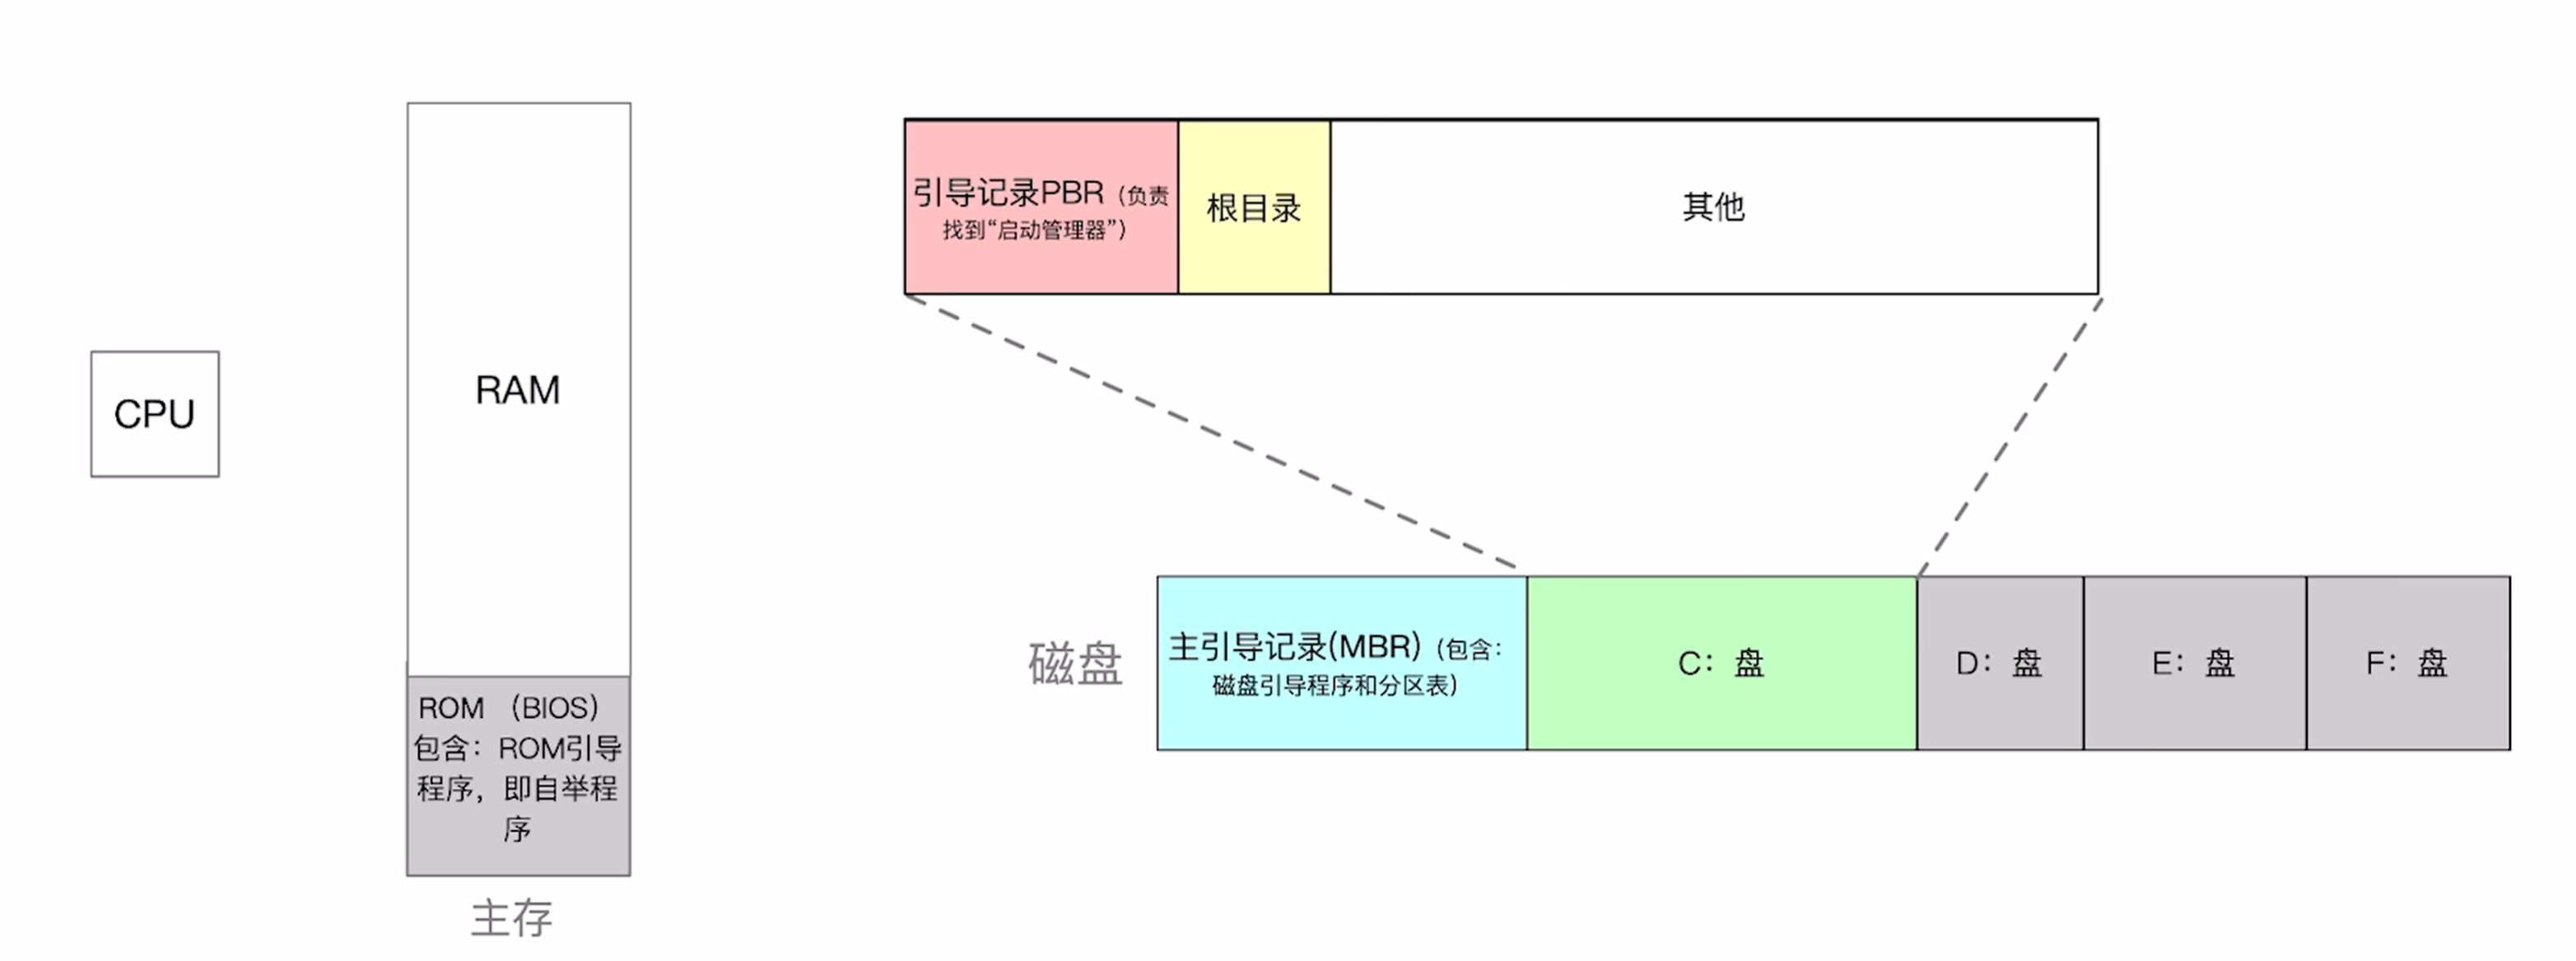 CPU
RAM
ROM （BIOS）
包含：ROM引导
程序，即自举程
序
主存
引导记录PBR（负责
找到“启动管理器”）
根目录
其他
磁盘
主引导记录(MBR)（包含：
磁盘引导程序和分区表）
C：盘
D：盘
E：盘
F：盘